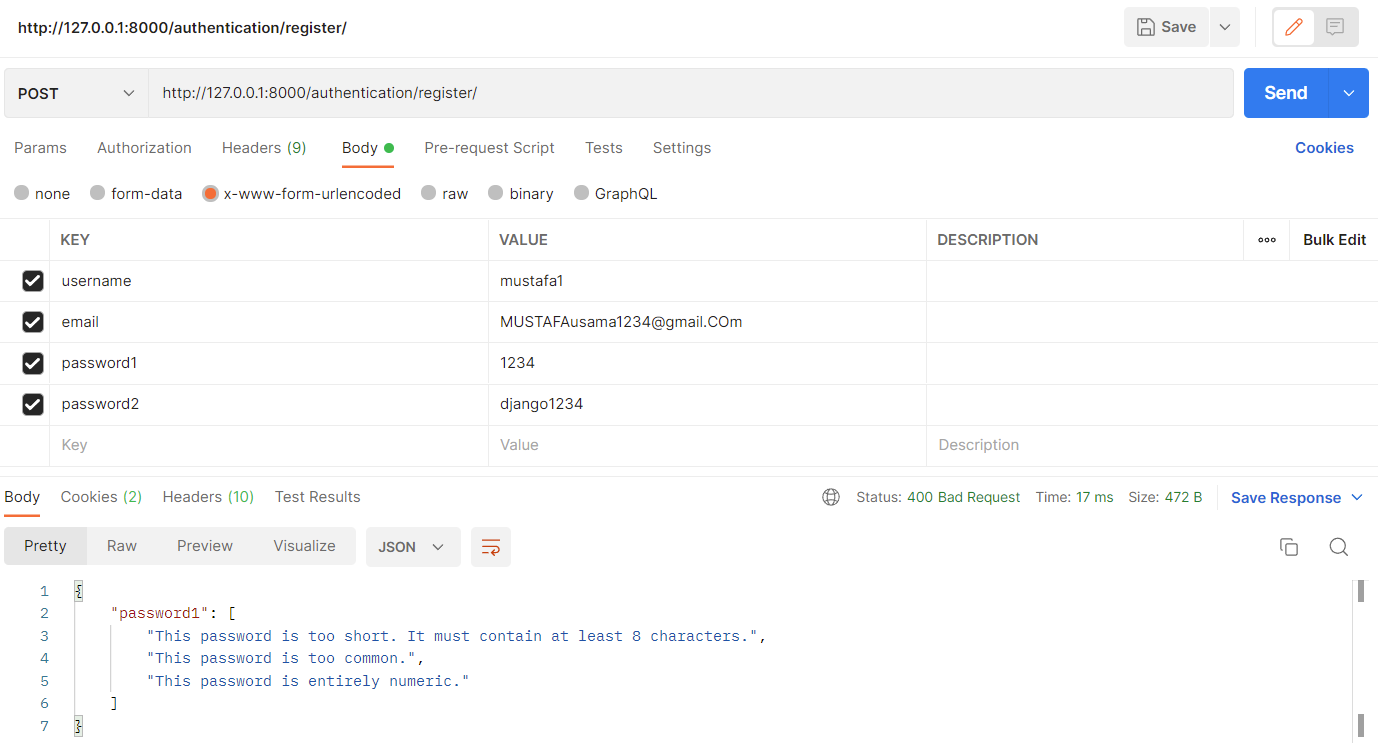 http://127.0.0.1:8000/authentication/register/
Save
POST http://127.0.0.1:8000/authentication/register/ Send
Params Authorization Headers (9) Body Pre-request Script Tests Settings Cookies
none form-data x-www-form-urlencoded raw binary GraphQL
KEY VALUE DESCRIPTION Bulk Edit
username mustafa1
email MUSTAFAusama1234@gmail.COm
password1 1234
password2 django1234
Key Value Description
Body Cookies (2) Headers (10) Test Results Status: 400 Bad Request Time: 17 ms Size: 472 B Save Response
Pretty Raw Preview Visualize JSON
1 {
2 "password1": [
3 "This password is too short. It must contain at least 8 characters.",
4 "This password is too common.",
5 "This password is entirely numeric."
6 ]
7 }